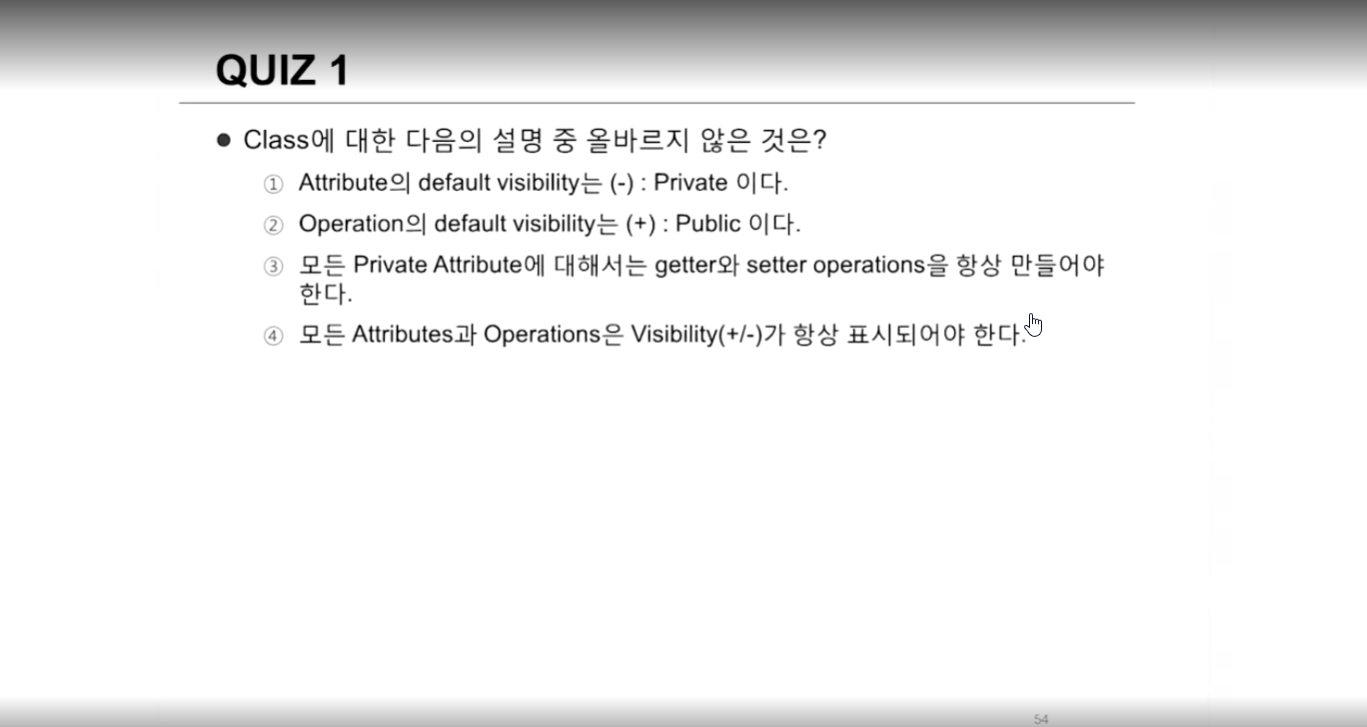 QUIZ 1
● Class에 대한 다음의 설명 중 올바르지 않은 것은?
① Attribute의 default visibility는 (-) : Private 이다.
② Operation의 default visibility는 (+) : Public 이다.
③ 모든 Private Attribute에 대해서는 getter와 setter operations을 항상 만들어야
한다.
④ 모든 Attributes과 Operations은 Visibility(+/-)가 항상 표시되어야 한다.
54